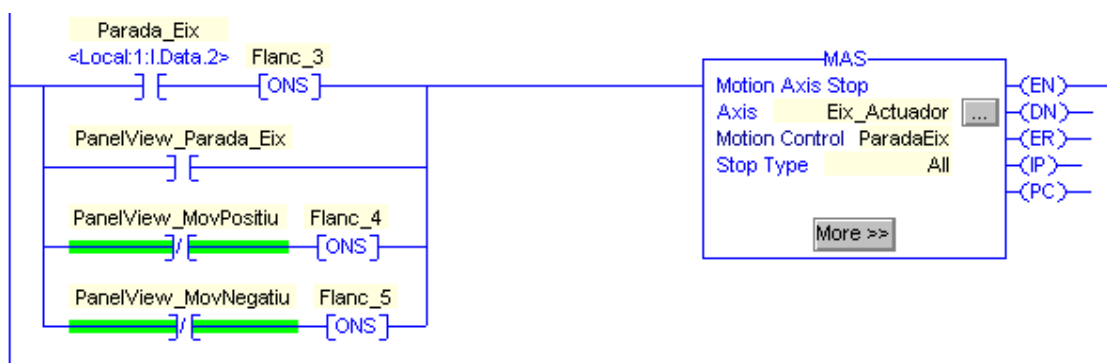 Parada_Eix
<Local:1:I.Data.2> Flanc_3
ONS
PanelView_Parada_Eix
PanelView_MovPositiu Flanc_4
ONS
PanelView_MovNegatiu Flanc_5
ONS
MAS
Motion Axis Stop
Axis Eix_Actuador ...
Motion Control ParadaEix
Stop Type All
More >>
EN
DN
ER
IP
PC